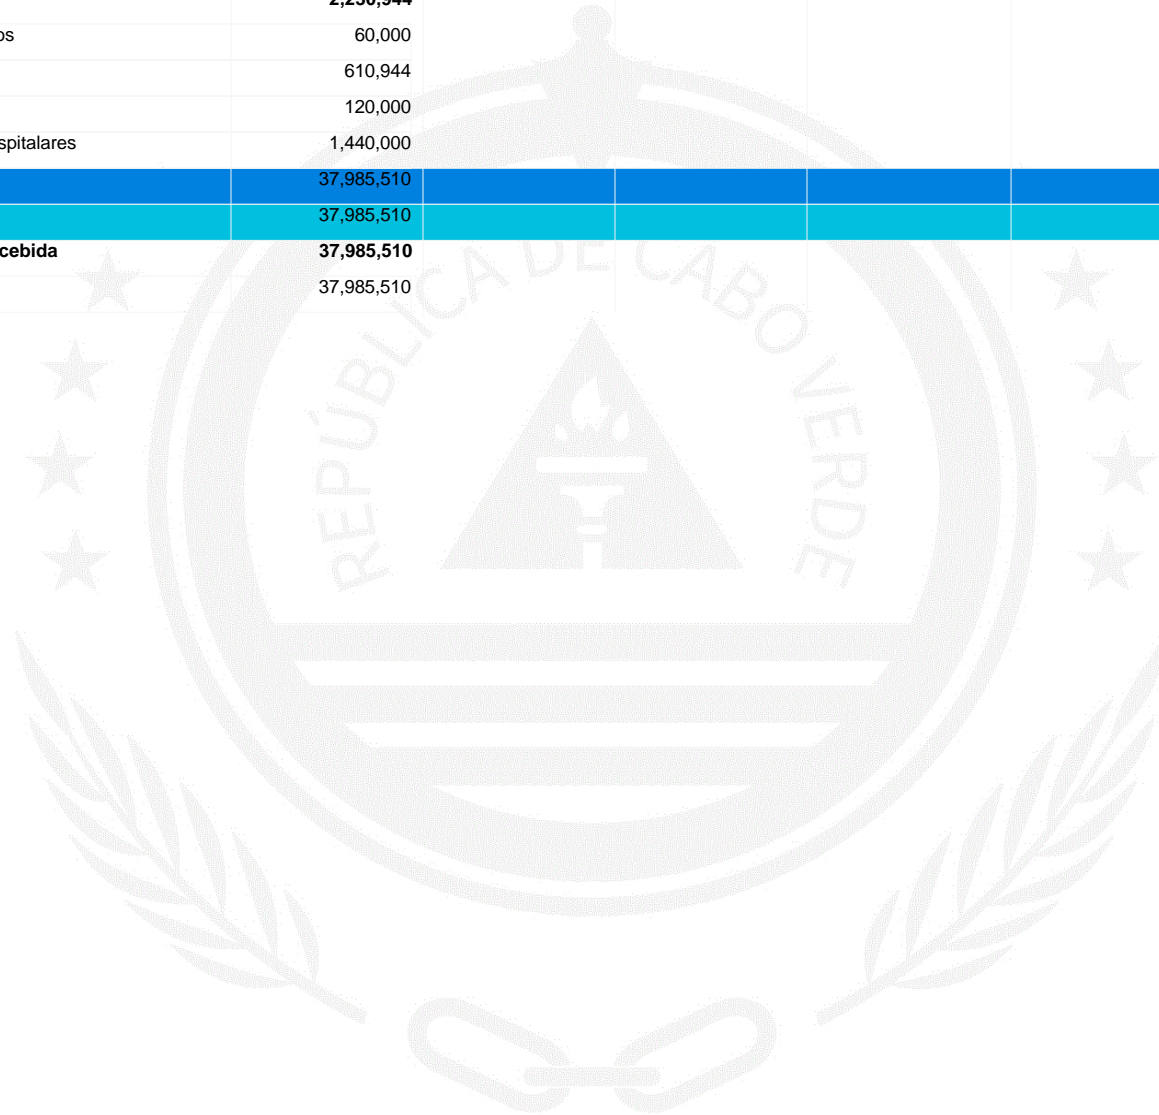 os 60,000
610,944
120,000
spitalares 1,440,000
37,985,510
37,985,510
cebida 37,985,510
37,985,510
REPÚBLICA DE CABO VERDE